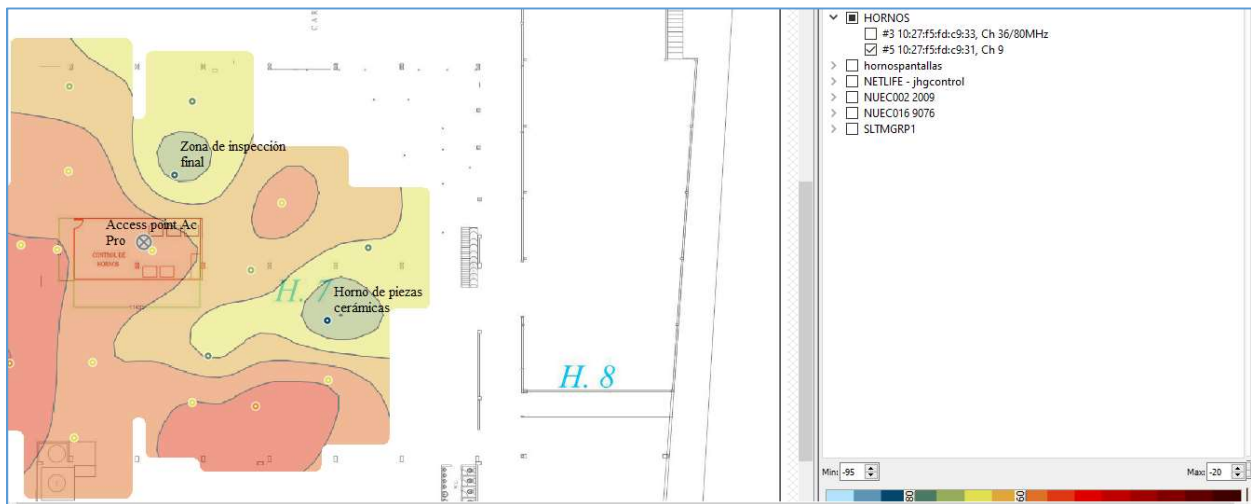 CAR
Zona de inspección
final
Access point Ac
Pro
CONTROL DE
HORNOS
H. 7
Horno de piezas
cerámicas
H. 8
HORNOS
#3 10:27:f5:fd:c9:33, Ch 36/80MHz
#5 10:27:f5:fd:c9:31, Ch 9
hornospantallas
NETLIFE - jhgcontrol
NUEC002 2009
NUEC016 9076
SLTMGRP1
Min: -95
Max: -20
80
60